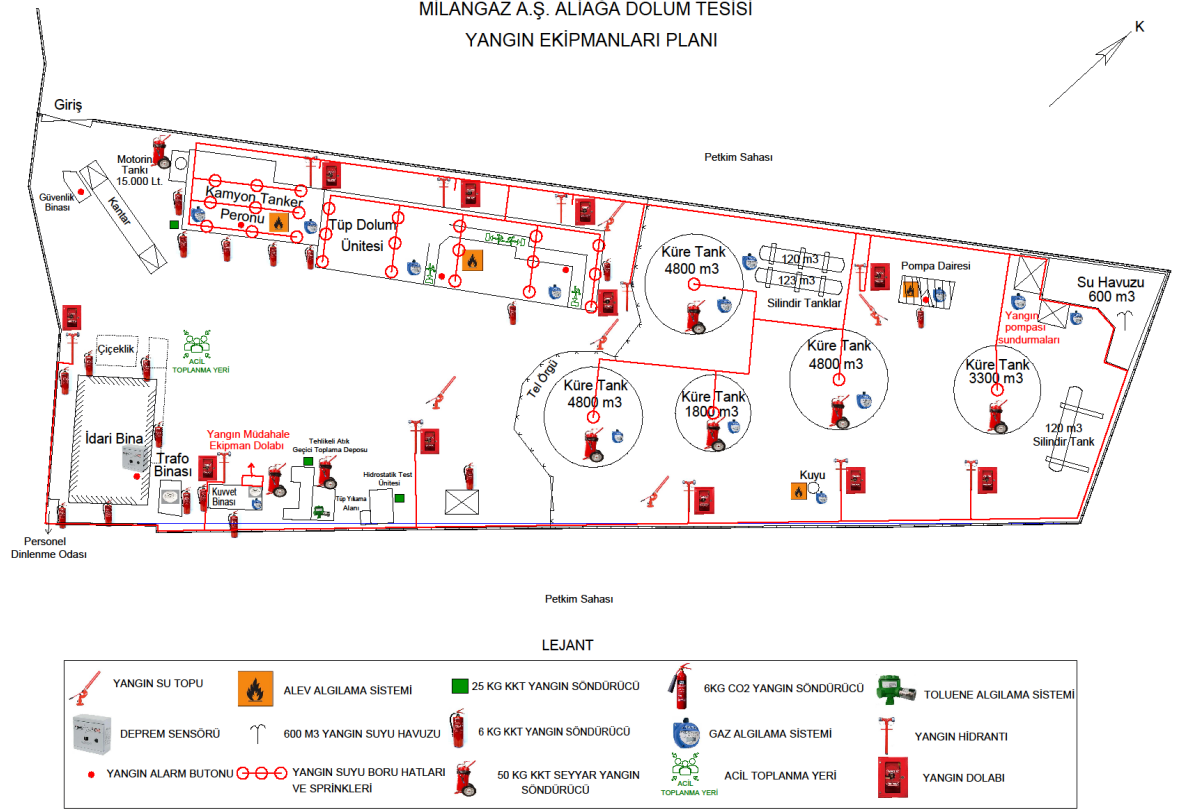 MİLANGAZ A.Ş. ALİAĞA DOLUM TESİSİ
YANGIN EKİPMANLARI PLANI
K
Giriş
Petkim Sahası
Motorin
Tankı
15.000 Lt.
Güvenlik
Binası
Kantar
Kamyon Tanker
Peronu
Tüp Dolum
Ünitesi
Küre Tank
4800 m3
120 m3
123 m3
Silindir Tanklar
Pompa Dairesi
Su Havuzu
600 m3
Yangın
pompası
sundurmaları
Çiçeklik
ACİL
TOPLANMA YERİ
Tel Örgü
Küre Tank
4800 m3
Küre Tank
1800 m3
Küre Tank
4800 m3
Küre Tank
3300 m3
120 m3
Silindir Tank
İdari Bina
Trafo
Binası
Yangın Müdahale
Ekipman Dolabı
Kuvvet
Binası
Tehlikeli Atık
Geçici Toplama Deposu
Hidrostatik Test
Ünitesi
Tüp Yıkama
Alanı
Kuyu
Personel
Dinlenme Odası
Petkim Sahası
LEJANT
YANGIN SU TOPU
ALEV ALGILAMA SİSTEMİ
25 KG KKT YANGIN SÖNDÜRÜCÜ
6KG CO2 YANGIN SÖNDÜRÜCÜ
TOLUENE ALGILAMA SİSTEMİ
DEPREM SENSÖRÜ
600 M3 YANGIN SUYU HAVUZU
6 KG KKT YANGIN SÖNDÜRÜCÜ
GAZ ALGILAMA SİSTEMİ
YANGIN HİDRANTI
YANGIN ALARM BUTONU
YANGIN SUYU BORU HATLARI
VE SPRİNKLERİ
50 KG KKT SEYYAR YANGIN
SÖNDÜRÜCÜ
ACİL
TOPLANMA YERİ
ACİL TOPLANMA YERİ
YANGIN DOLABI